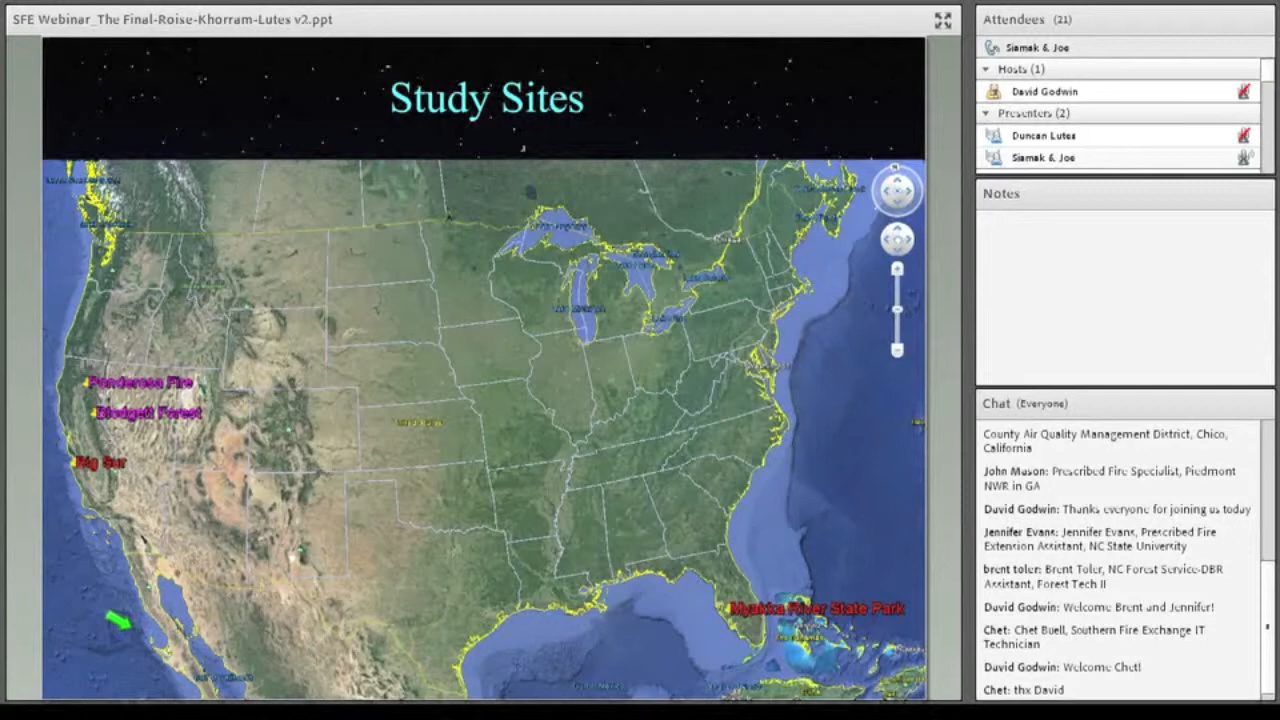 SFE Webinar_The Final-Roise-Khorram-Lutes v2.ppt
Study Sites
Ponderosa Fire
Blodgett Forest
Big Sur
Myakka River State Park
Attendees (21)
Siamak & Joe
Hosts (1)
David Godwin
Presenters (2)
Duncan Lutes
Siamak & Joe
Notes
Chat (Everyone)
County Air Quality Management District, Chico,
California
John Mason: Prescribed Fire Specialist, Piedmont
NWR in GA
David Godwin: Thanks everyone for joining us today
Jennifer Evans: Jennifer Evans, Prescribed Fire
Extension Assistant, NC State University
brent toler: Brent Toler, NC Forest Service-DBR
Assistant, Forest Tech II
David Godwin: Welcome Brent and Jennifer!
Chet: Chet Buell, Southern Fire Exchange IT
Technician
David Godwin: Welcome Chet!
Chet: thx David